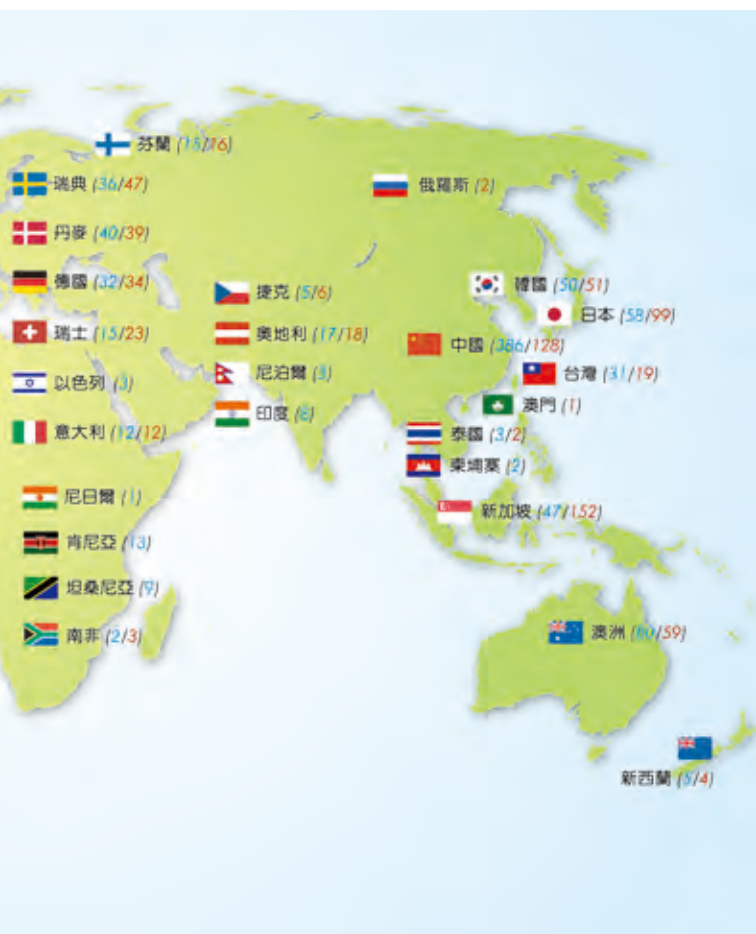 芬蘭 (15/16)
瑞典 (36/47)
俄羅斯 (2)
丹麥 (40/39)
德國 (32/34)
捷克 (5/6)
韓國 (50/51)
日本 (58/99)
瑞士 (15/23)
奧地利 (17/18)
中國 (386/128)
以色列 (3)
尼泊爾 (3)
台灣 (31/19)
印度 (6)
澳門 (1)
意大利 (12/12)
泰國 (3/2)
柬埔寨 (2)
尼日爾 (1)
新加坡 (47/152)
肯尼亞 (13)
坦桑尼亞 (9)
南非 (2/3)
澳洲 (60/59)
新西蘭 (5/4)